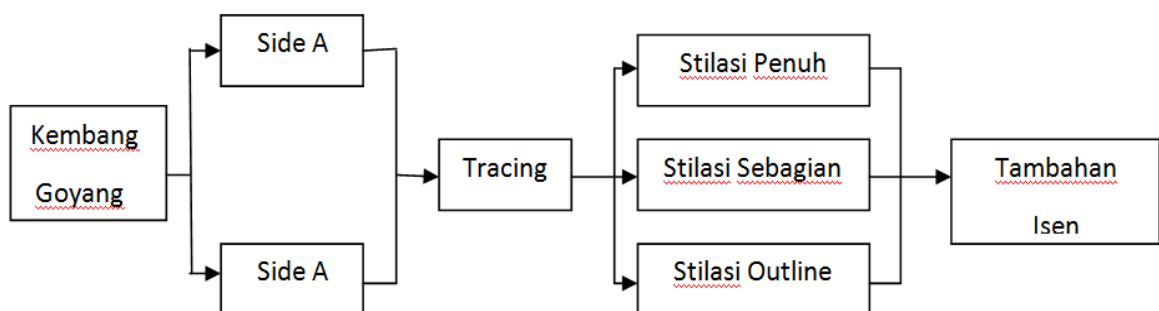 Kembang
Goyang
Side A
Side A
Tracing
Stilasi Penuh
Stilasi Sebagian
Stilasi Outline
Tambahan
Isen